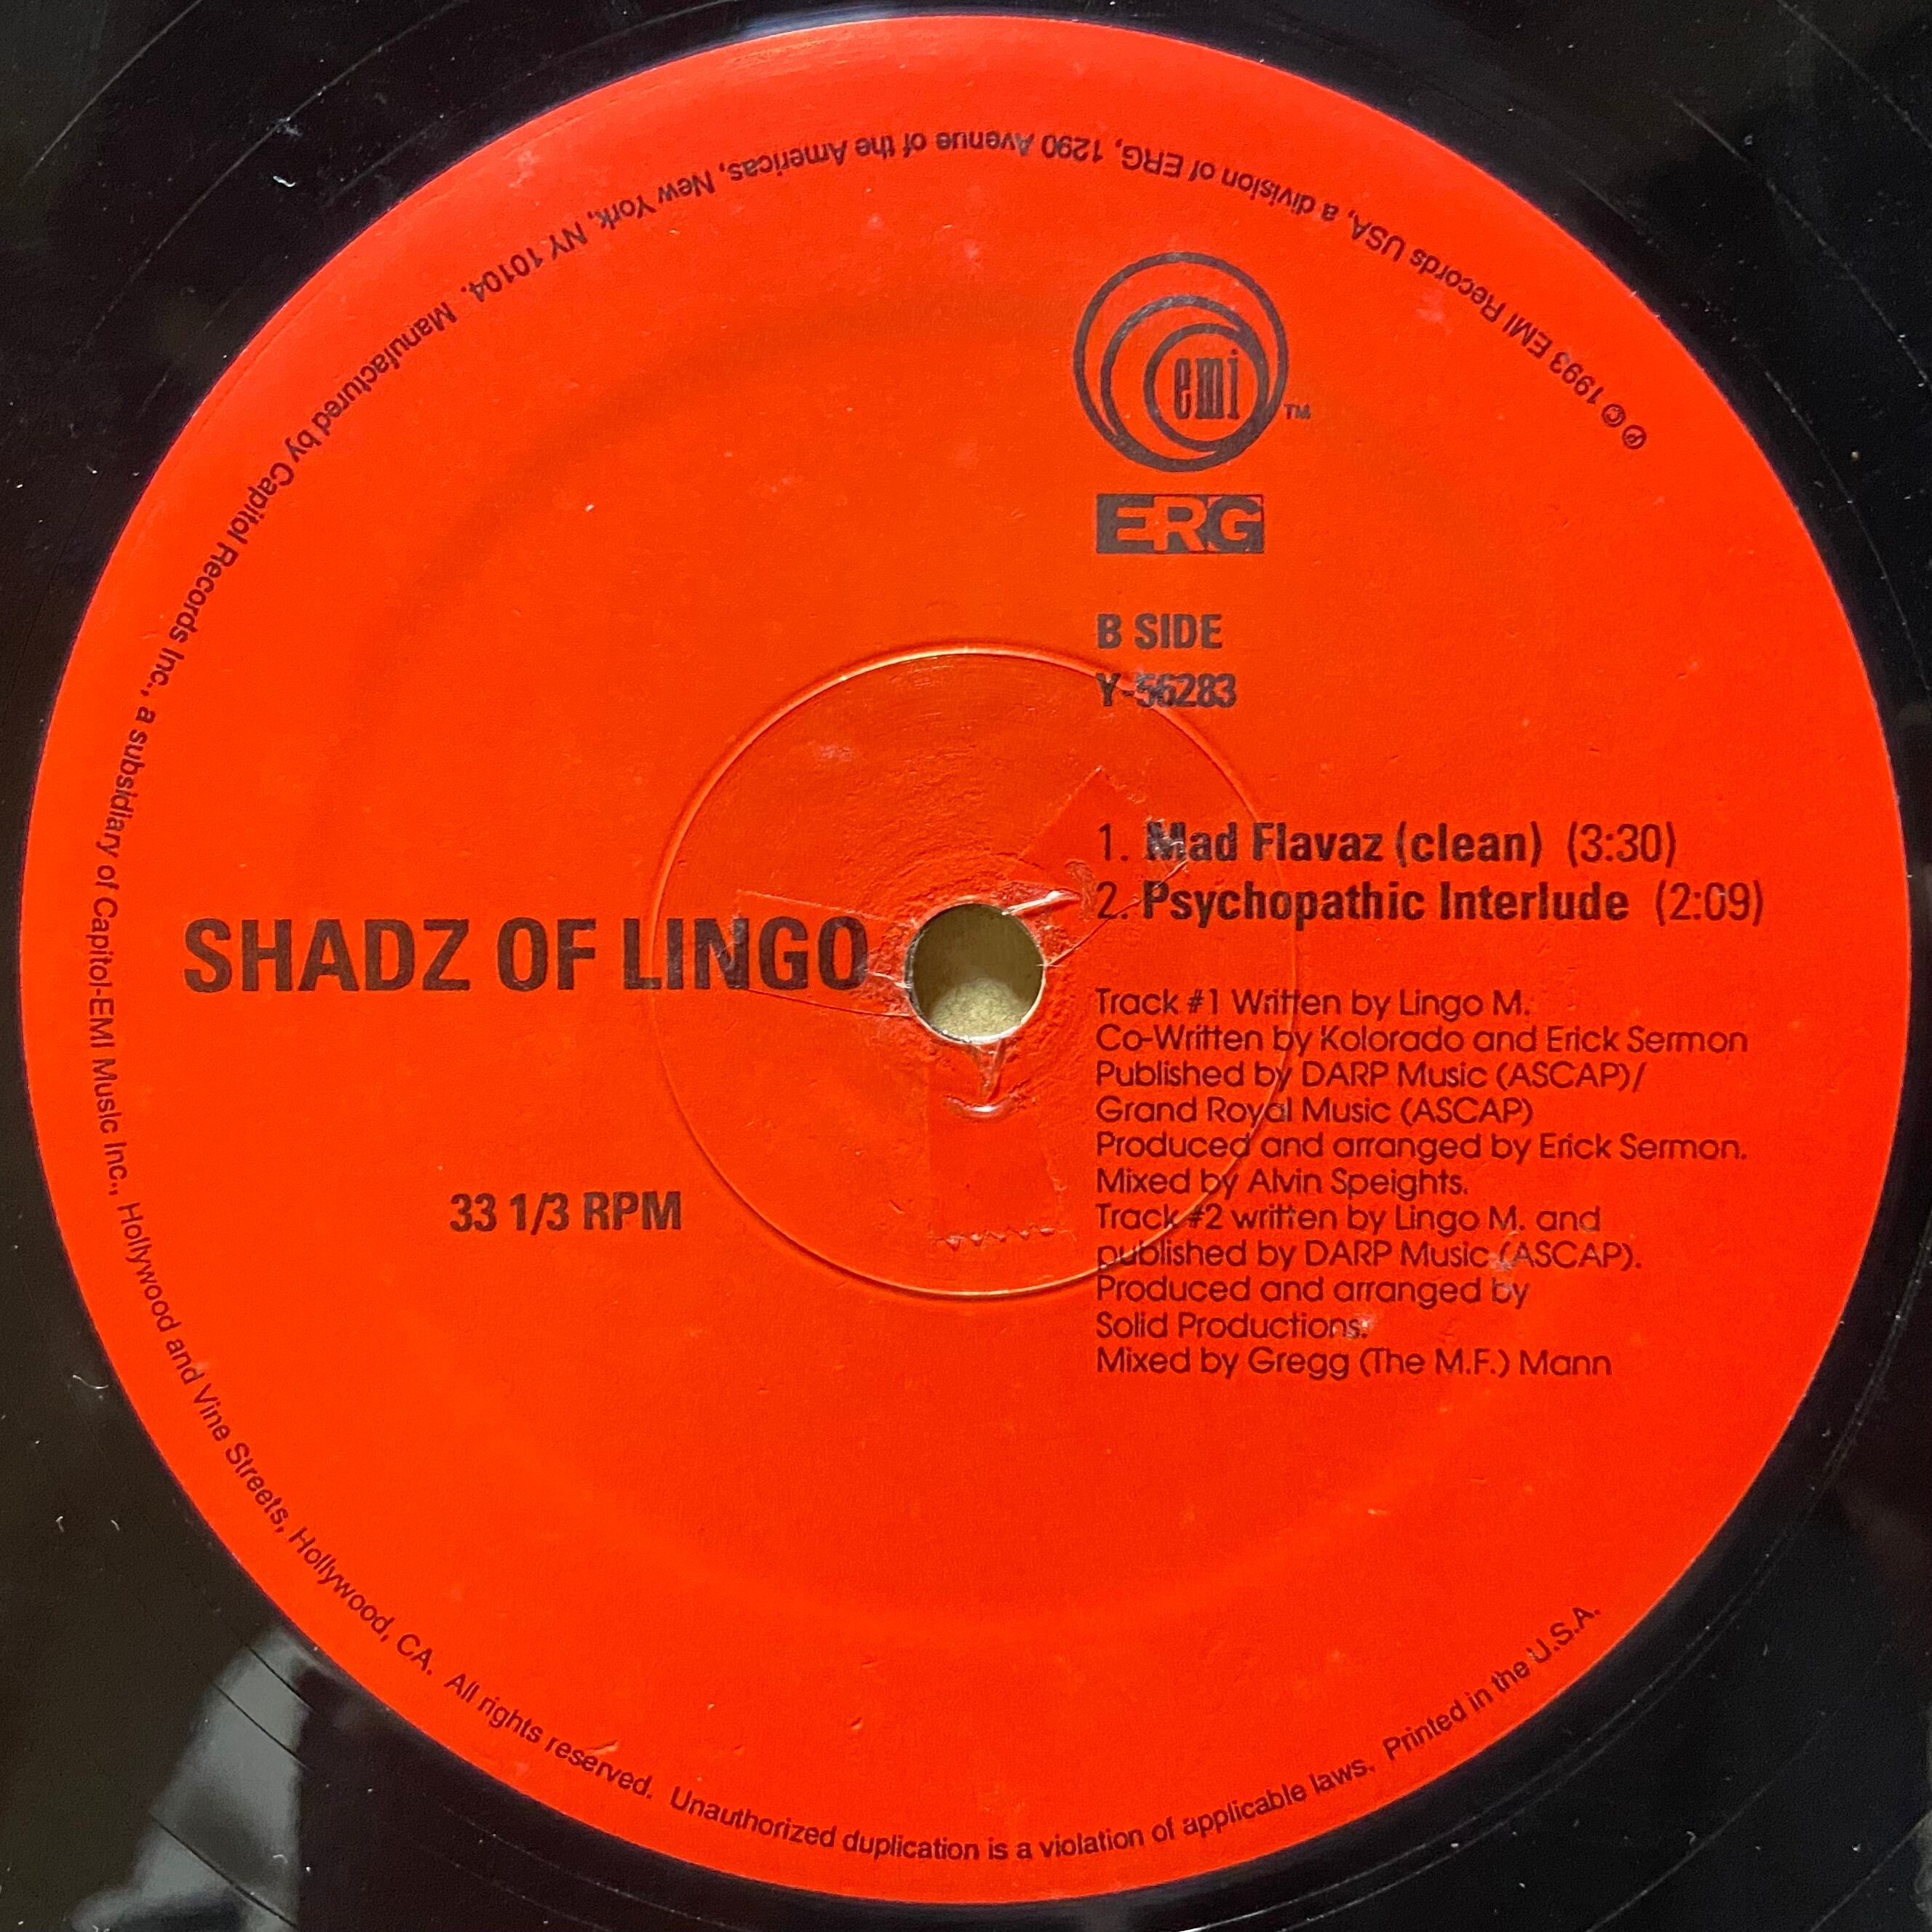 emi
TM
ERG
B SIDE
Y-56283
1. Mad Flavaz (clean) (3:30)
2. Psychopathic Interlude (2:09)
SHADZ OF LINGO
33 1/3 RPM
Track #1 Written by Lingo M.
Co-Written by Kolorado and Erick Sermon
Published by DARP Music (ASCAP)/
Grand Royal Music (ASCAP)
Produced and arranged by Erick Sermon.
Mixed by Alvin Speights.
Track #2 written by Lingo M. and
published by DARP Music (ASCAP).
Produced and arranged by
Solid Productions.
Mixed by Gregg (The M.F.) Mann
℗© 1993 EMI Records USA, a division of ERG, 1290 Avenue of the Americas, New York, NY 10104. Manufactured by Capitol Records Inc., a subsidiary of Capitol-EMI Music Inc., Hollywood and Vine Streets, Hollywood, CA. All rights reserved. Unauthorized duplication is a violation of applicable laws. Printed in the U.S.A.